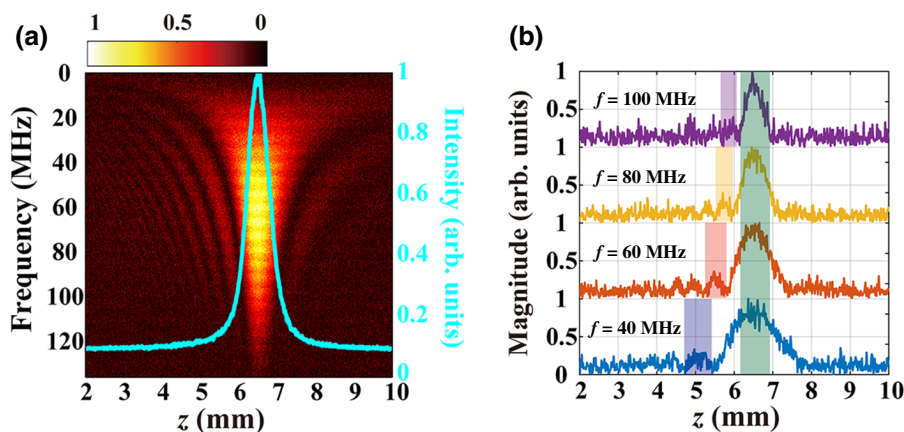 (a)
1 0.5 0
0
20
40
60
80
100
120
Frequency (MHz)
1
0.8
0.6
0.4
0.2
0
Intensity (arb. units)
2 3 4 5 6 7 8 9 10
z (mm)
(b)
1
0.5
1
0.5
1
0.5
1
0.5
0
Magnitude (arb. units)
f = 100 MHz
f = 80 MHz
f = 60 MHz
f = 40 MHz
2 3 4 5 6 7 8 9 10
z (mm)